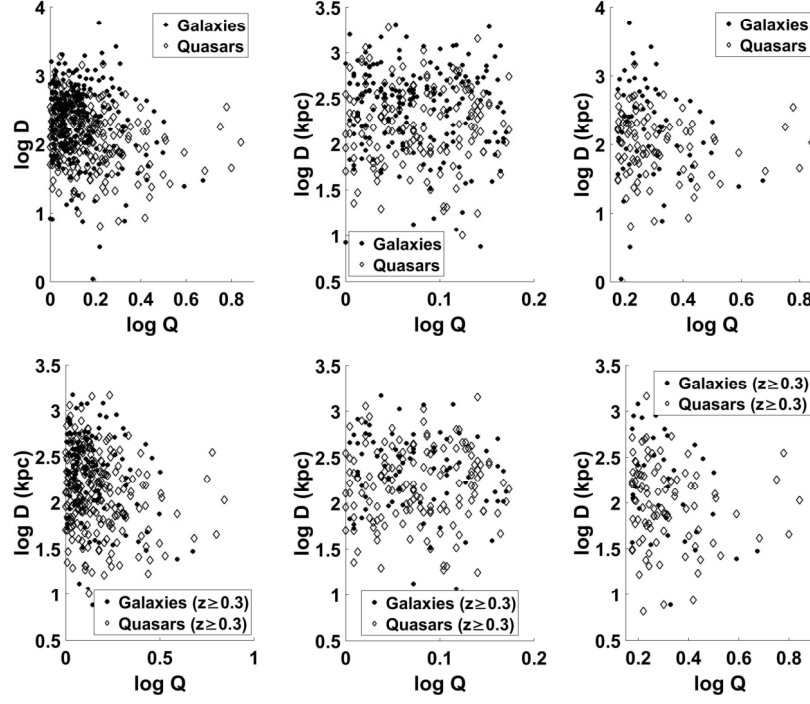 4
3
2
1
0
log D
0 0.2 0.4 0.6 0.8
log Q
Galaxies
Quasars
3.5
3
2.5
2
1.5
1
0.5
log D (kpc)
0 0.1 0.2
log Q
Galaxies
Quasars
4
3
2
1
0
log D (kpc)
0.2 0.4 0.6 0.8
log Q
Galaxies
Quasars
3.5
3
2.5
2
1.5
1
0.5
log D (kpc)
0 0.5 1
log Q
Galaxies (z≥0.3)
Quasars (z≥0.3)
3.5
3
2.5
2
1.5
1
0.5
log D (kpc)
0 0.1 0.2
log Q
Galaxies (z≥0.3)
Quasars (z≥0.3)
3.5
3
2.5
2
1.5
1
0.5
log D (kpc)
0.2 0.4 0.6 0.8
log Q
Galaxies (z≥0.3)
Quasars (z≥0.3)